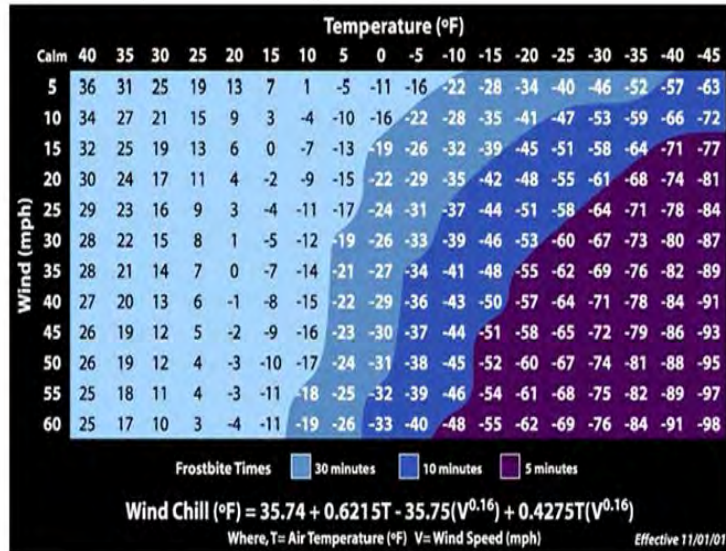 Temperature (ºF)
Calm 40 35 30 25 20 15 10 5 0 -5 -10 -15 -20 -25 -30 -35 -40 -45
5 36 31 25 19 13 7 1 -5 -11 -16 -22 -28 -34 -40 -46 -52 -57 -63
10 34 27 21 15 9 3 -4 -10 -16 -22 -28 -35 -41 -47 -53 -59 -66 -72
15 32 25 19 13 6 0 -7 -13 -19 -26 -32 -39 -45 -51 -58 -64 -71 -77
20 30 24 17 11 4 -2 -9 -15 -22 -29 -35 -42 -48 -55 -61 -68 -74 -81
25 29 23 16 9 3 -4 -11 -17 -24 -31 -37 -44 -51 -58 -64 -71 -78 -84
30 28 22 15 8 1 -5 -12 -19 -26 -33 -39 -46 -53 -60 -67 -73 -80 -87
35 28 21 14 7 0 -7 -14 -21 -27 -34 -41 -48 -55 -62 -69 -76 -82 -89
40 27 20 13 6 -1 -8 -15 -22 -29 -36 -43 -50 -57 -64 -71 -78 -84 -91
45 26 19 12 5 -2 -9 -16 -23 -30 -37 -44 -51 -58 -65 -72 -79 -86 -93
50 26 19 12 4 -3 -10 -17 -24 -31 -38 -45 -52 -60 -67 -74 -81 -88 -95
55 25 18 11 4 -3 -11 -18 -25 -32 -39 -46 -54 -61 -68 -75 -82 -89 -97
60 25 17 10 3 -4 -11 -19 -26 -33 -40 -48 -55 -62 -69 -76 -84 -91 -98
Wind (mph)
Frostbite Times 30 minutes 10 minutes 5 minutes
Wind Chill (ºF) = 35.74 + 0.6215T - 35.75(V0.16) + 0.4275T(V0.16)
Where, T= Air Temperature (ºF) V= Wind Speed (mph) Effective 11/01/01